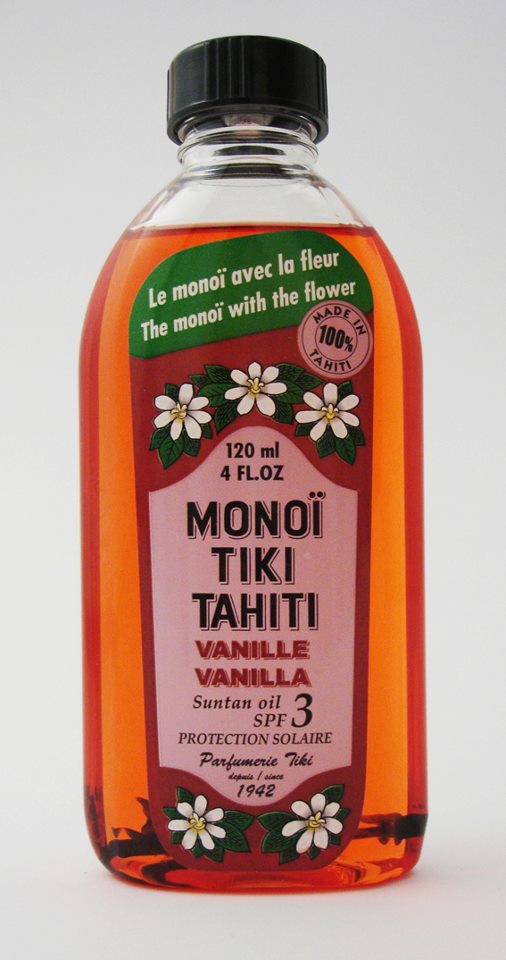 Le monoï avec la fleur
The monoï with the flower
MADE IN
100%
TAHITI
120 ml
4 FL.OZ
MONOÏ
TIKI
TAHITI
VANILLE
VANILLA
Suntan oil
SPF 3
PROTECTION SOLAIRE
Parfumerie Tiki
depuis / since
1942